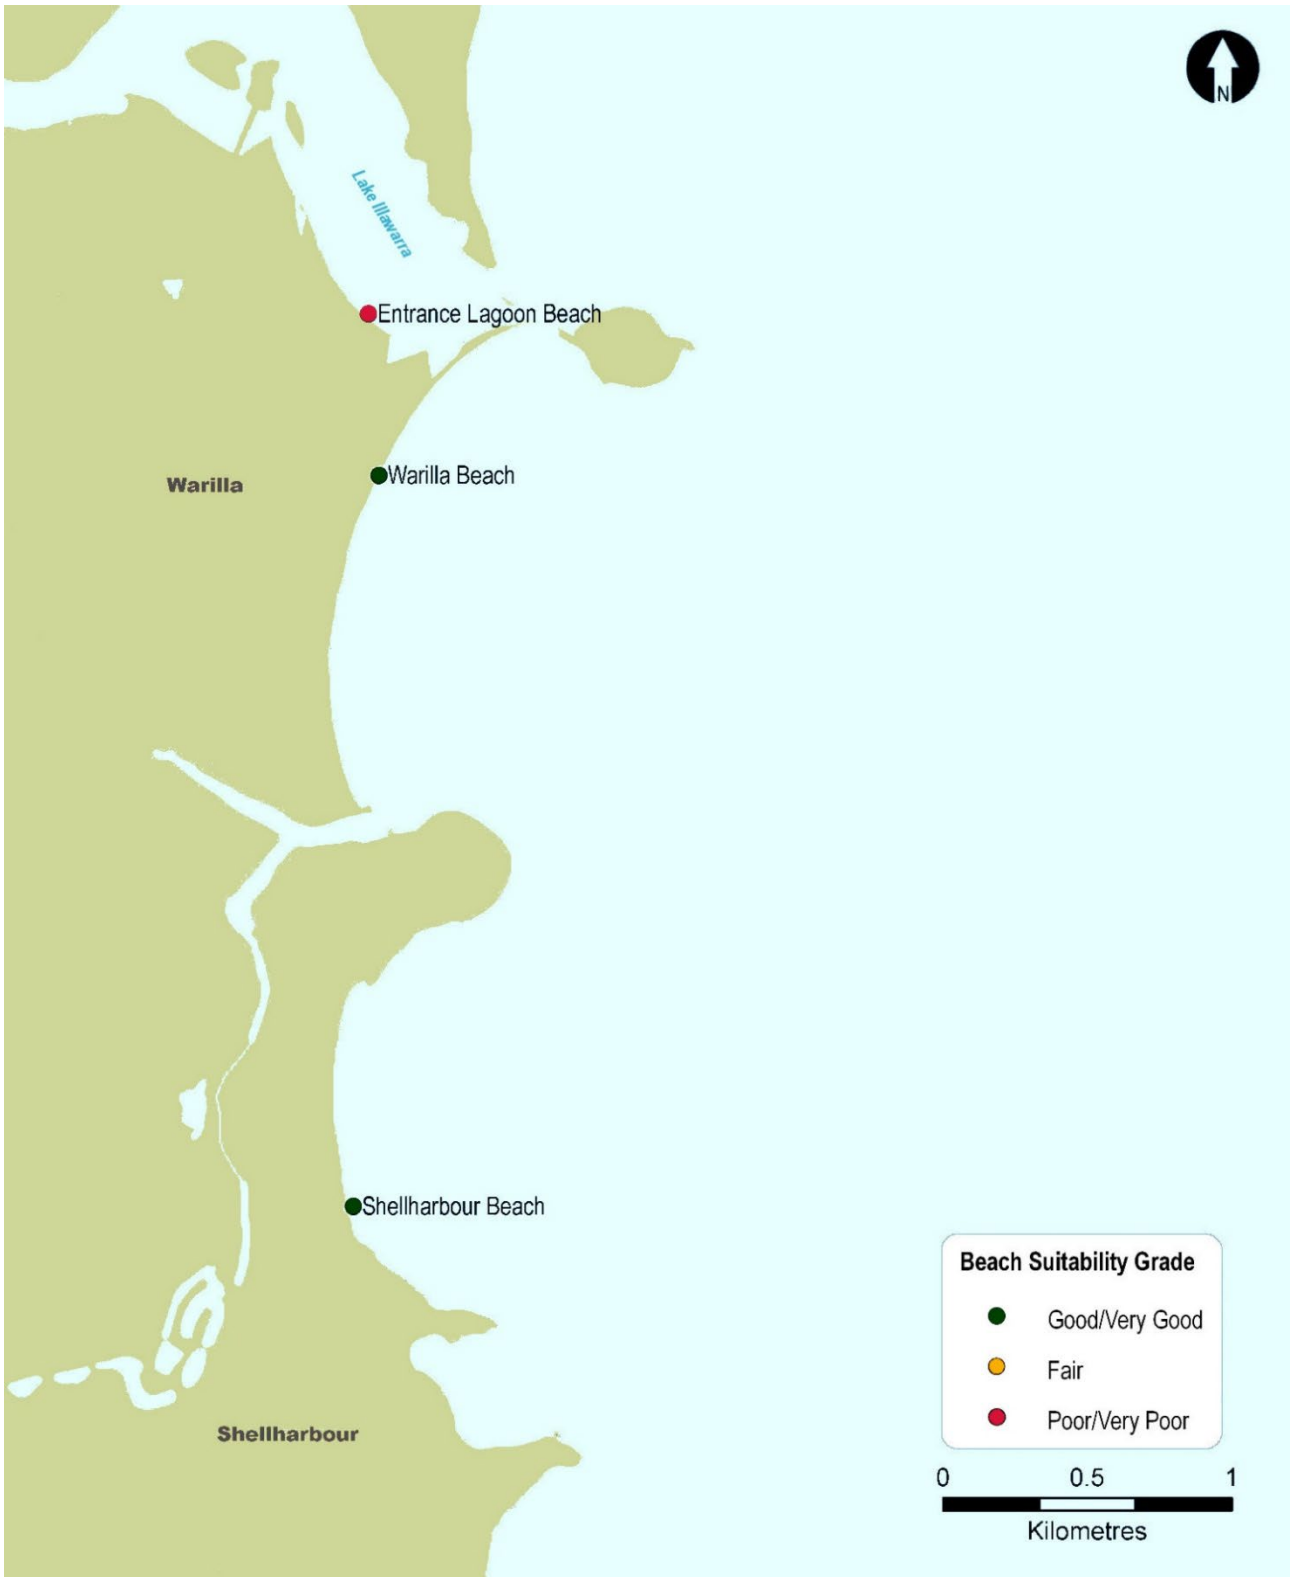 N
Lake Illawarra
Entrance Lagoon Beach
Warilla Beach
Warilla
Shellharbour Beach
Beach Suitability Grade
Good/Very Good
Fair
Poor/Very Poor
Shellharbour
0 0.5 1
Kilometres